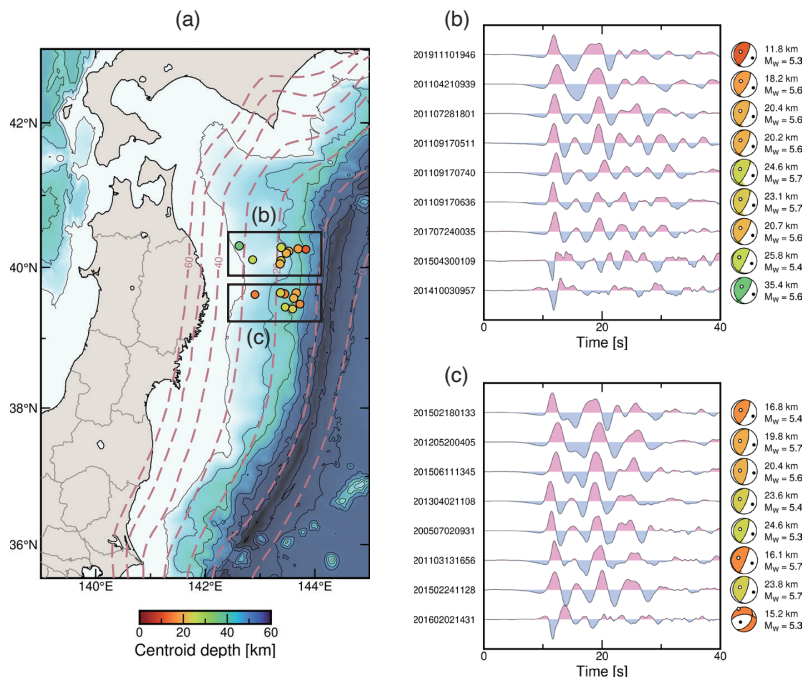 (a)
42°N
40°N
38°N
36°N
140°E
142°E
144°E
60
40
20
(b)
(c)
0 20 40 60
Centroid depth [km]
(b)
201911101946
11.8 km
Mw = 5.3
201104210939
18.2 km
Mw = 5.6
201107281801
20.4 km
Mw = 5.6
201109170511
20.2 km
Mw = 5.6
201109170740
24.6 km
Mw = 5.7
201109170636
23.1 km
Mw = 5.7
201707240035
20.7 km
Mw = 5.6
201504300109
25.8 km
Mw = 5.4
201410030957
35.4 km
Mw = 5.6
0 20 40
Time [s]
(c)
201502180133
16.8 km
Mw = 5.4
201205200405
19.8 km
Mw = 5.7
201506111345
20.4 km
Mw = 5.6
201304021108
23.6 km
Mw = 5.4
200507020931
24.6 km
Mw = 5.3
201103131656
16.1 km
Mw = 5.7
201502241128
23.8 km
Mw = 5.7
201602021431
15.2 km
Mw = 5.3
0 20 40
Time [s]